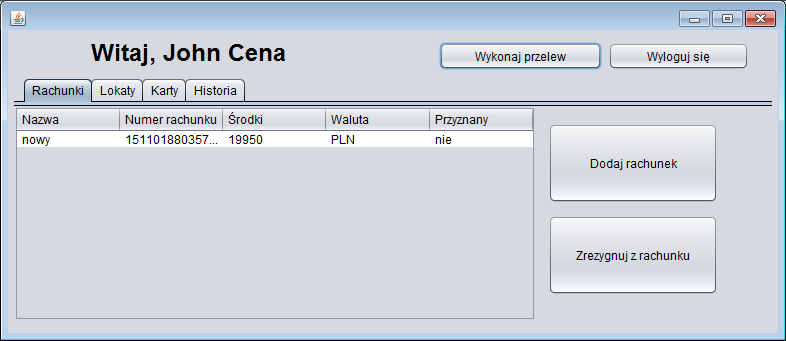 Witaj, John Cena
Wykonaj przelew
Wyloguj się
Rachunki Lokaty Karty Historia
Nazwa Numer rachunku Środki Waluta Przyznany
nowy 151101880357... 19950 PLN nie
Dodaj rachunek
Zrezygnuj z rachunku